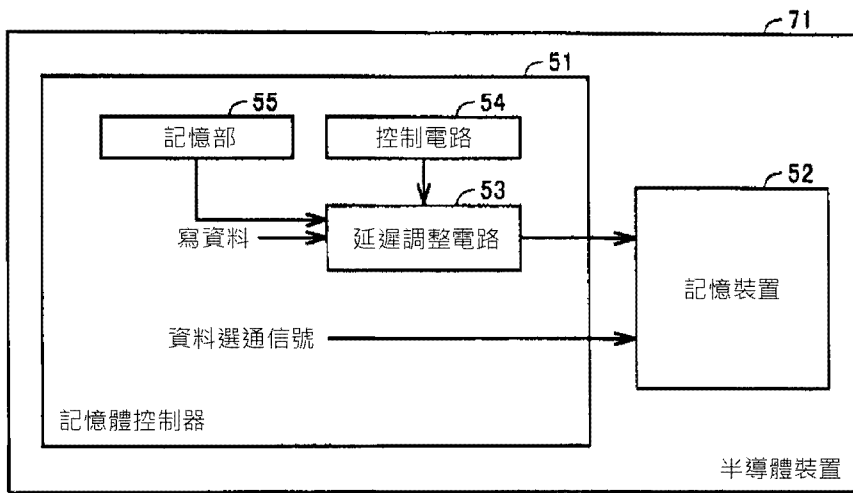 71
51
55
54
記憶部
控制電路
52
53
寫資料
延遲調整電路
記憶裝置
資料選通信號
記憶體控制器
半導體裝置